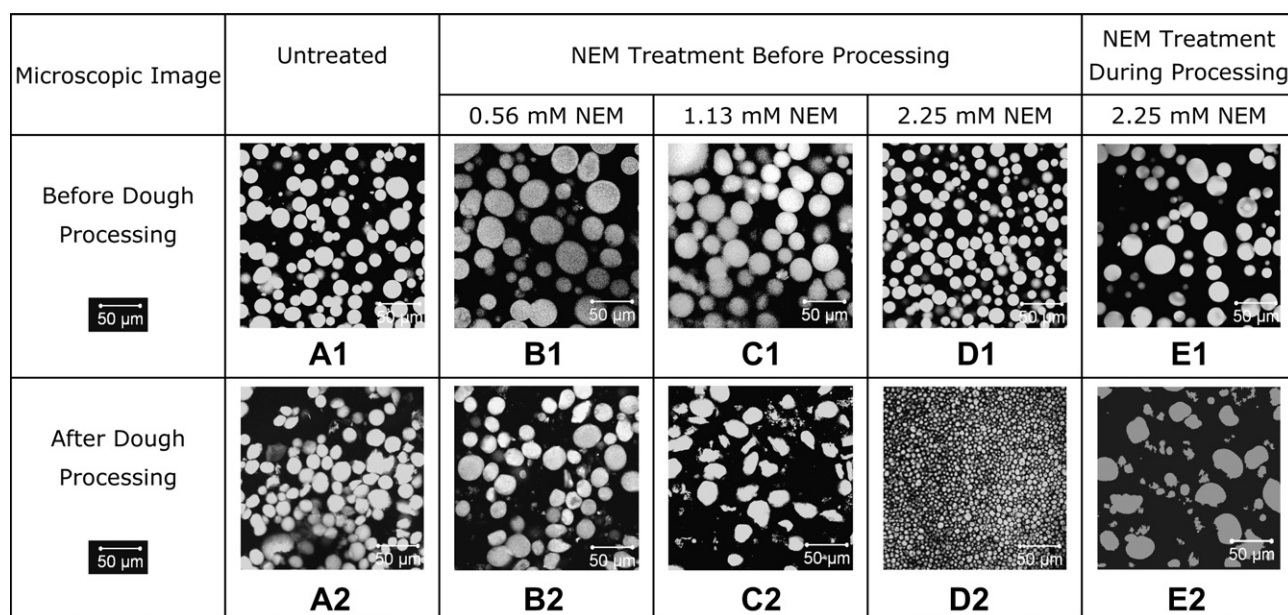 Microscopic Image
Untreated
NEM Treatment Before Processing
NEM Treatment
During Processing
0.56 mM NEM
1.13 mM NEM
2.25 mM NEM
2.25 mM NEM
Before Dough
Processing
50 µm
50 µm
50 µm
50 µm
50 µm
50 µm
A1
B1
C1
D1
E1
After Dough
Processing
50 µm
50 µm
50 µm
50 µm
50 µm
50 µm
A2
B2
C2
D2
E2